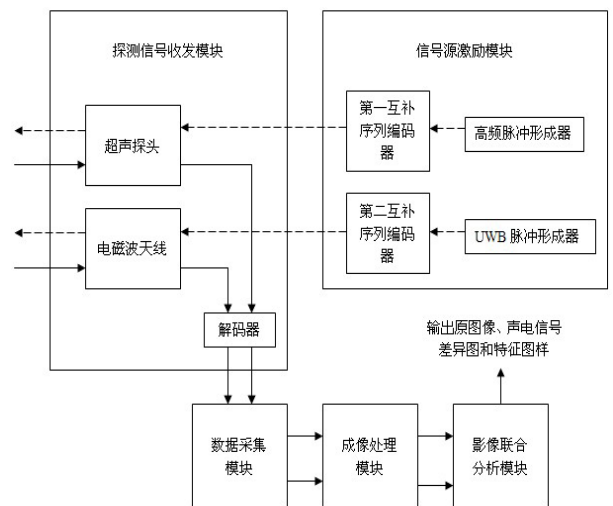 探测信号收发模块
信号源激励模块
超声探头
第一互补
序列编码
器
高频脉冲形成器
电磁波天线
第二互补
序列编码
器
UWB 脉冲形成器
解码器
输出原图像、声电信号
差异图和特征图样
数据采集
模块
成像处理
模块
影像联合
分析模块